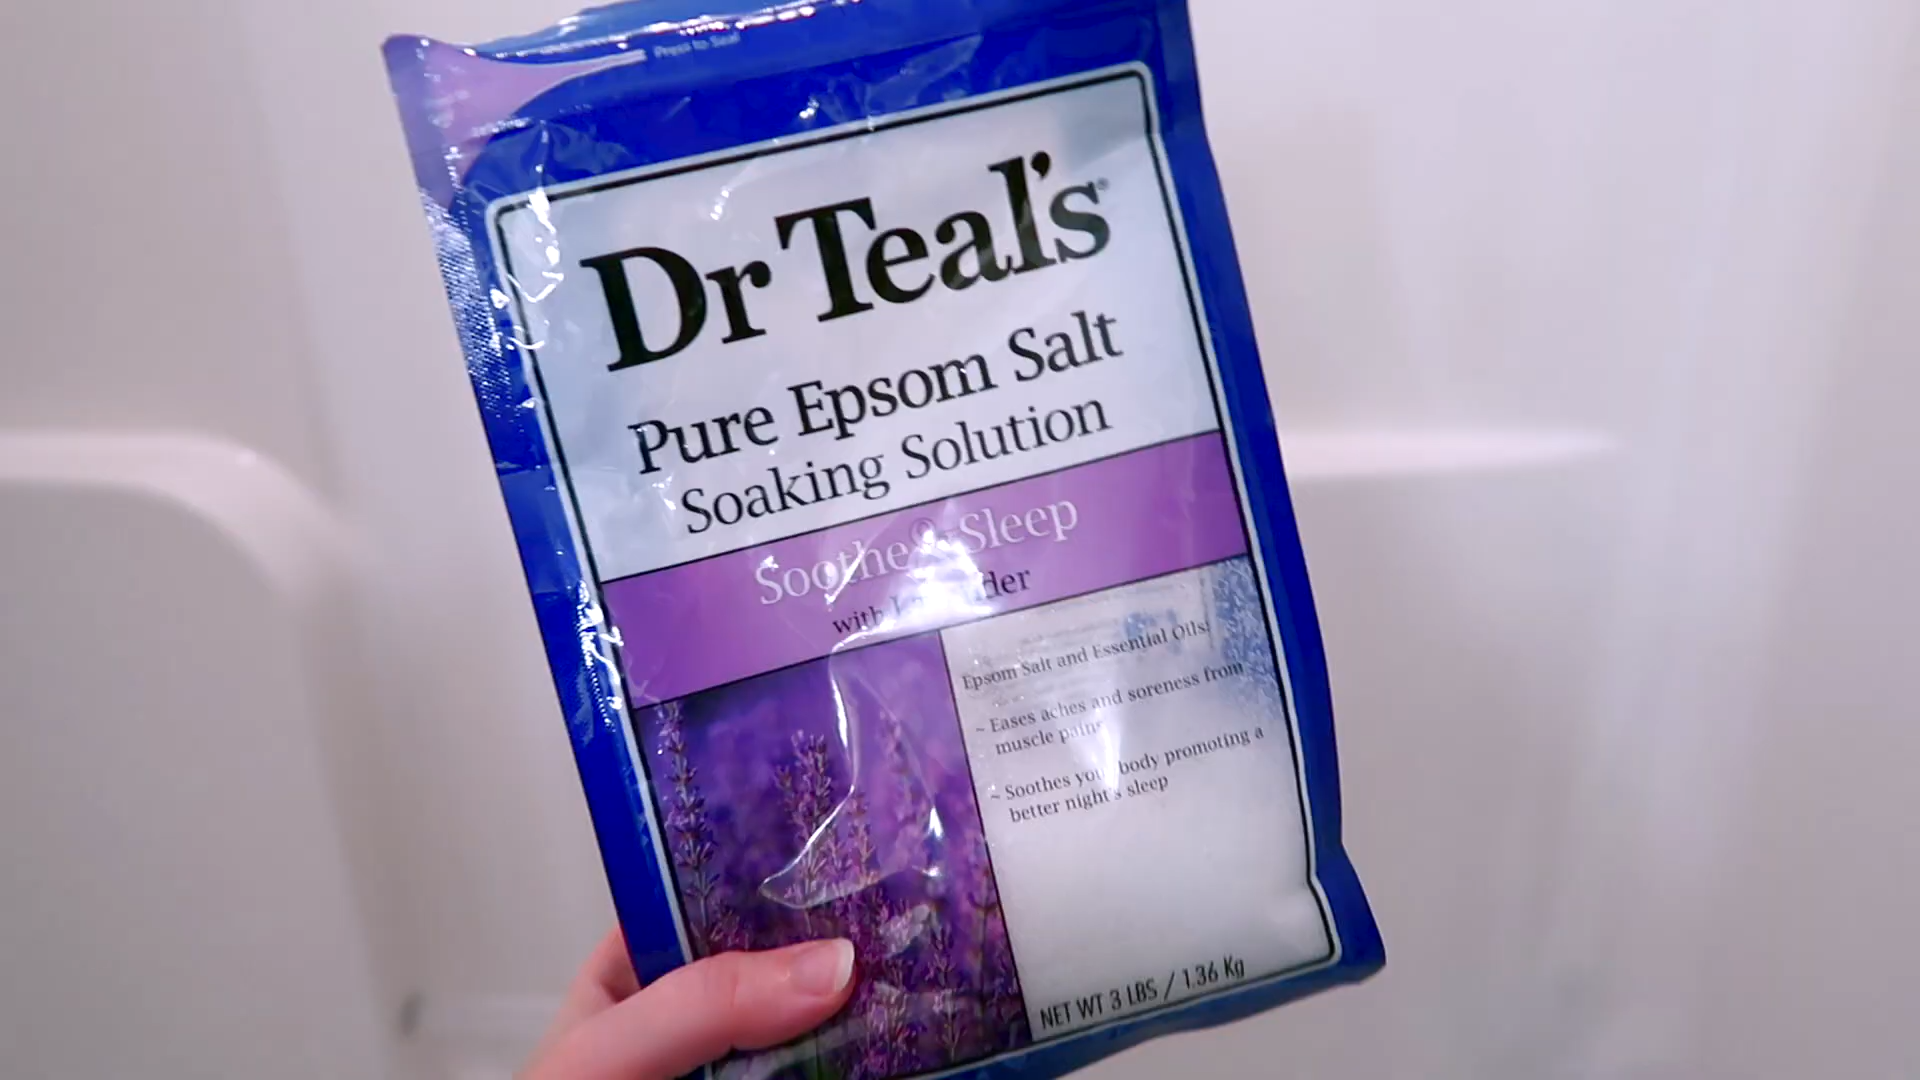 Press to Seal
Dr Teal's®
Pure Epsom Salt
Soaking Solution
Soothe & Sleep
with
Epsom Salt and Essential Oils:
~ Eases aches and soreness from
muscle pains
~ Soothes your body promoting a
better night's sleep
NET WT 3 LBS / 1.36 Kg